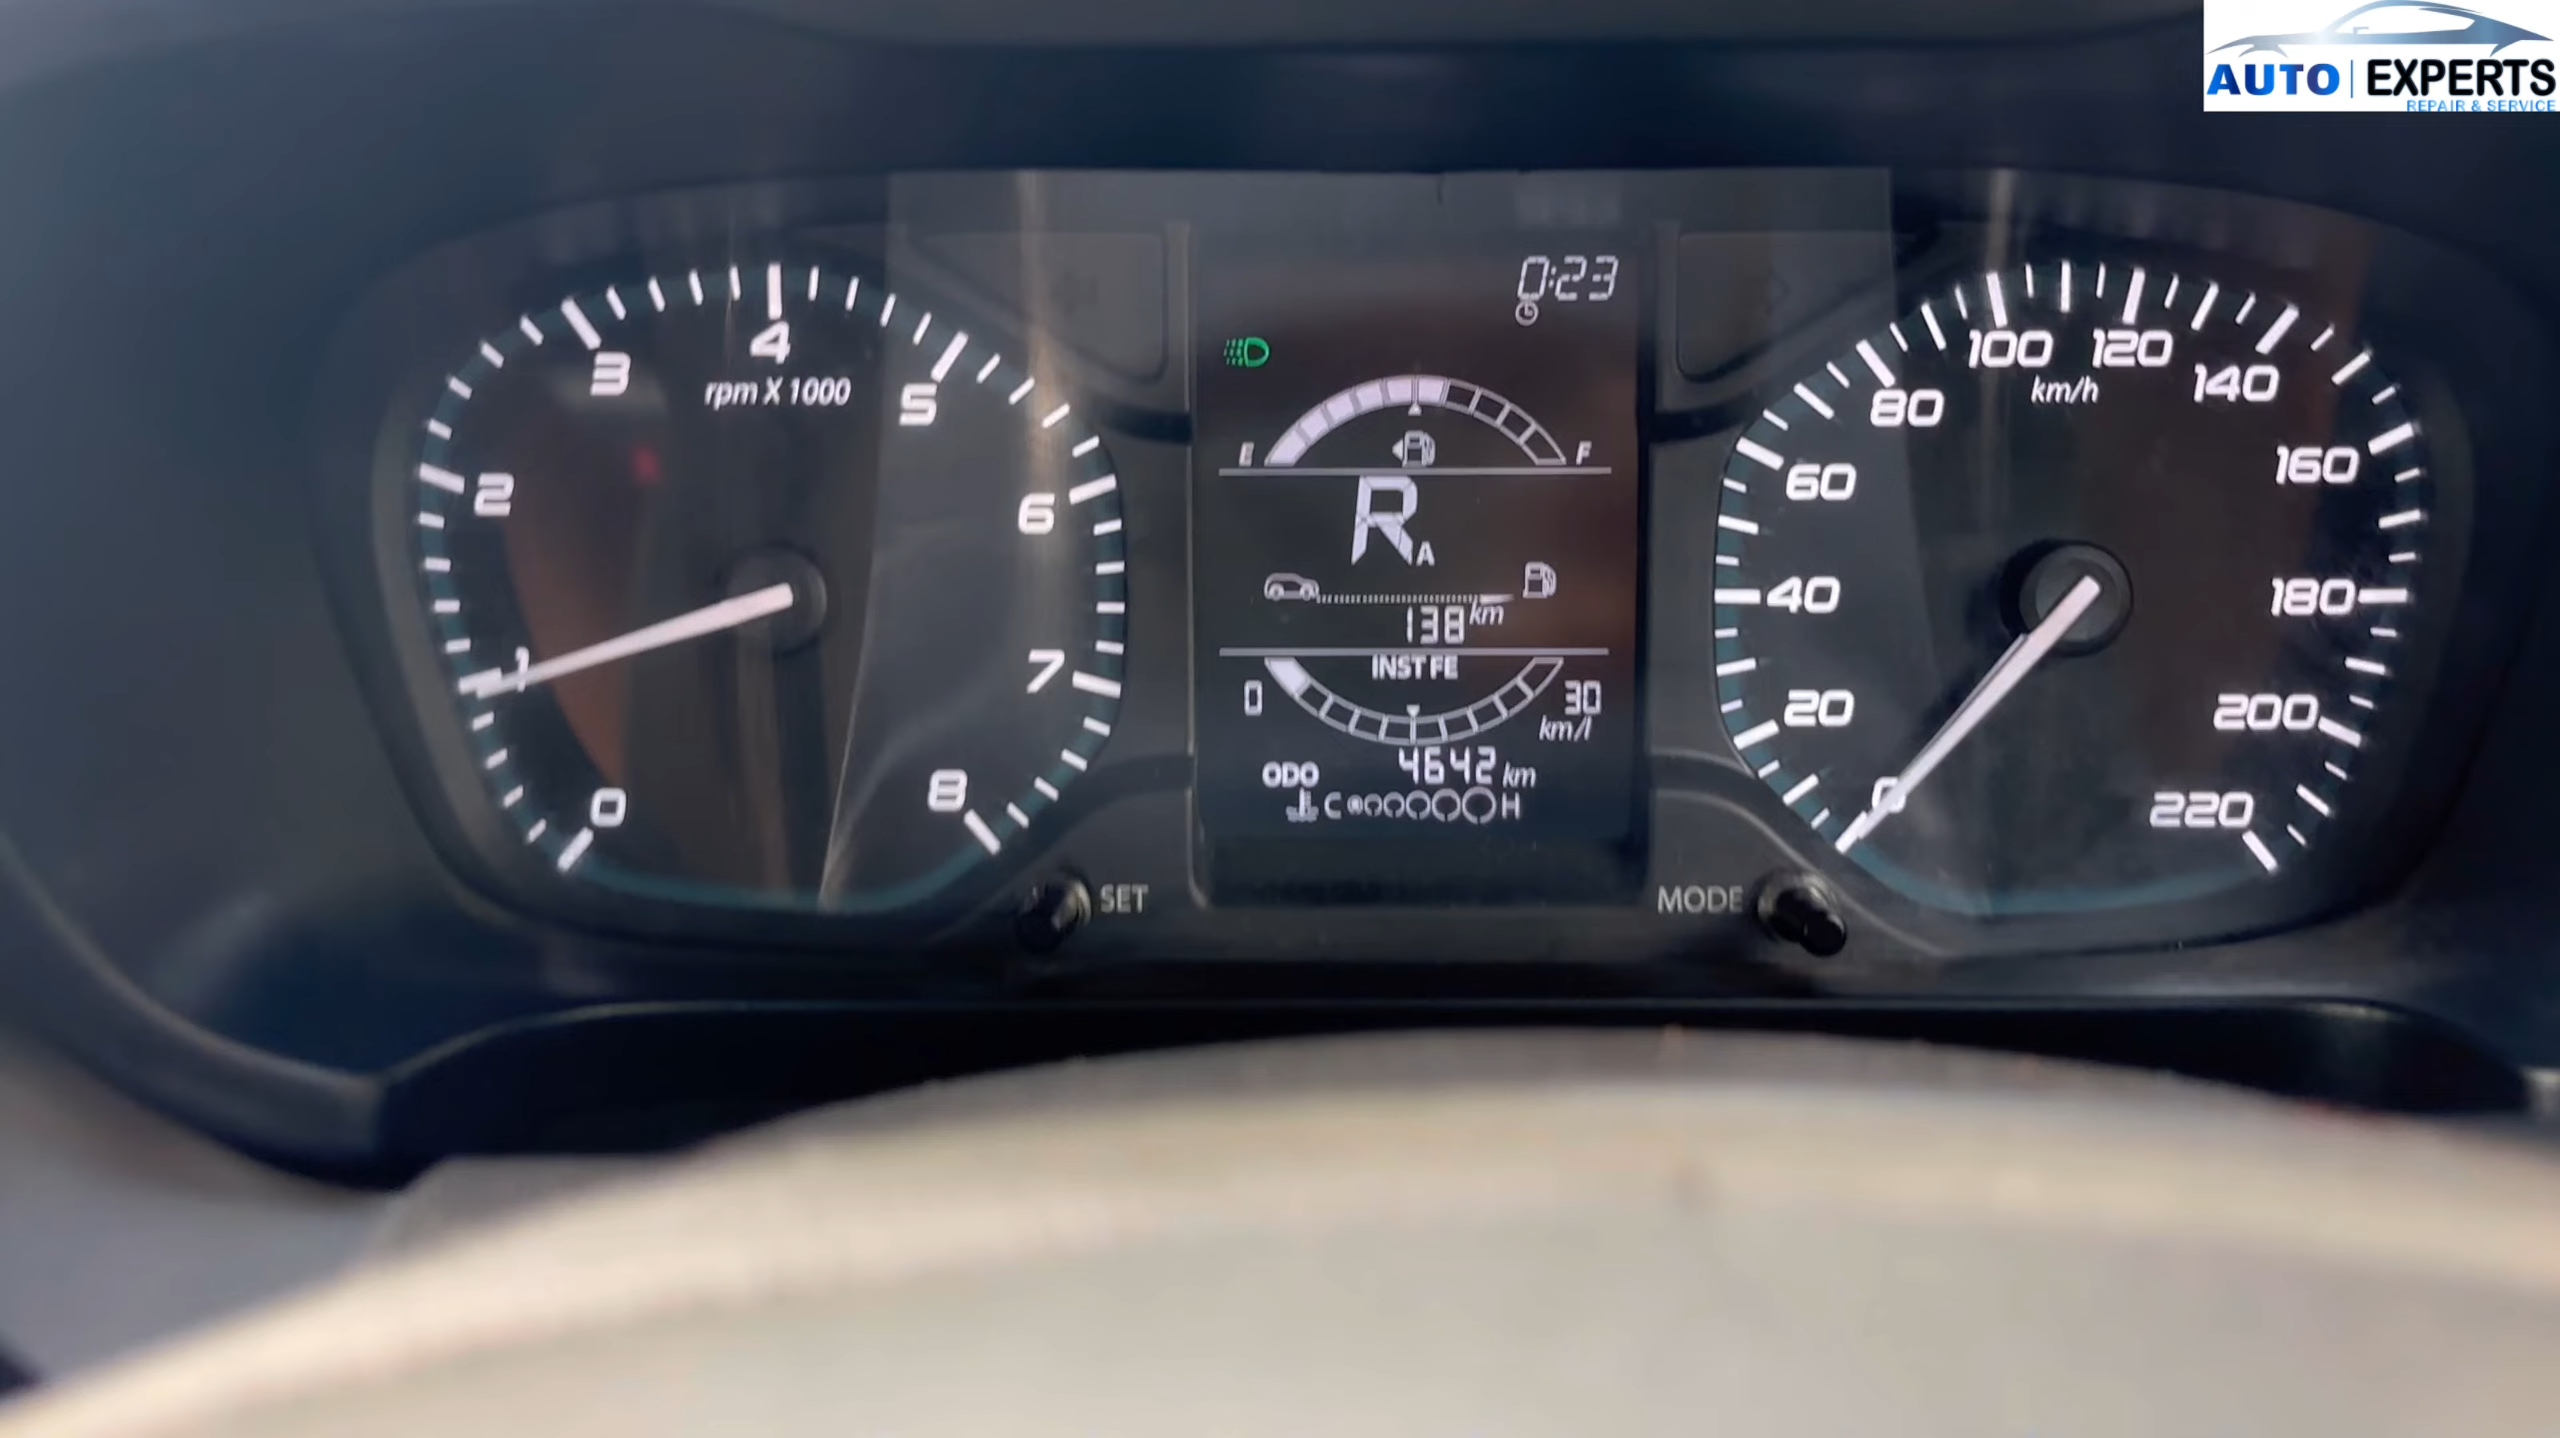 AUTO | EXPERTS
REPAIR & SERVICE
0:23
E F
R A
138 km
INST FE
0 30
km/l
ODO 4642 km
C H
0
1
2
3
4
5
6
7
8
rpm X 1000
0
20
40
60
80
100
120
140
160
180
200
220
km/h
SET
MODE